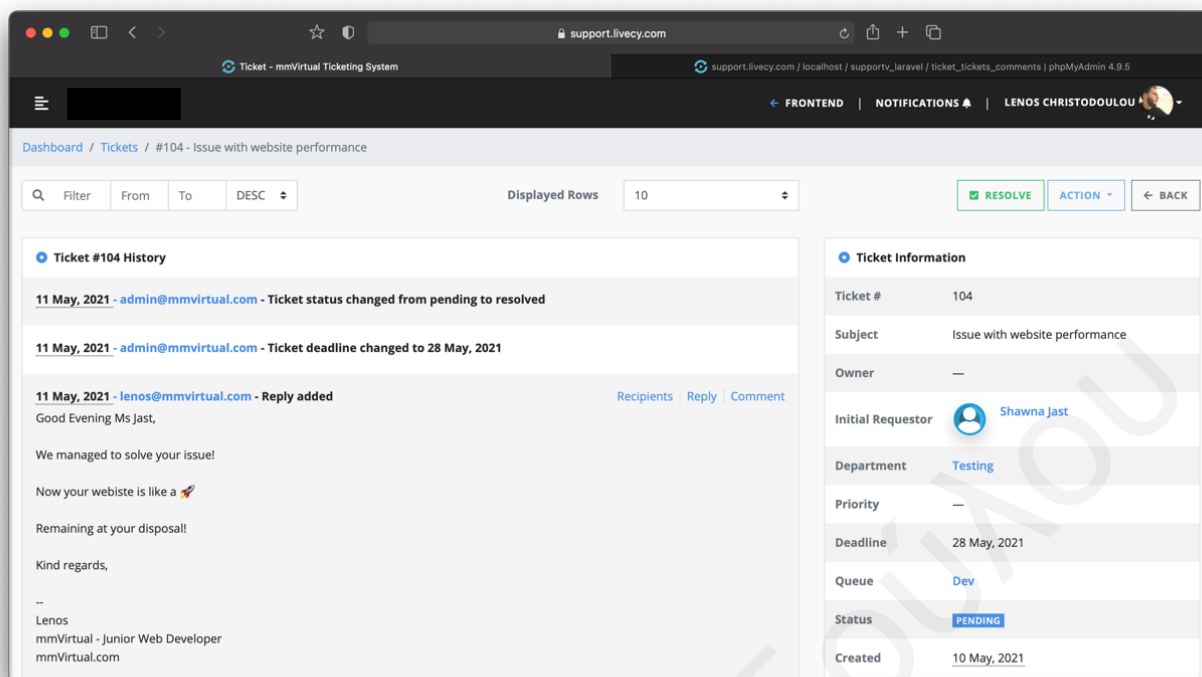 support.livecy.com
Ticket - mmVirtual Ticketing System
support.livecy.com / localhost / supportv_laravel / ticket_tickets_comments | phpMyAdmin 4.9.5
← FRONTEND | NOTIFICATIONS | LENOS CHRISTODOULOU
Dashboard / Tickets / #104 - Issue with website performance
Filter From To DESC Displayed Rows 10 RESOLVE ACTION ← BACK
Ticket #104 History
11 May, 2021 - admin@mmvirtual.com - Ticket status changed from pending to resolved
11 May, 2021 - admin@mmvirtual.com - Ticket deadline changed to 28 May, 2021
11 May, 2021 - lenos@mmvirtual.com - Reply added Recipients Reply Comment
Good Evening Ms Jast,
We managed to solve your issue!
Now your webiste is like a 🚀
Remaining at your disposal!
Kind regards,
--
Lenos
mmVirtual - Junior Web Developer
mmVirtual.com
Ticket Information
Ticket # 104
Subject Issue with website performance
Owner —
Initial Requestor Shawna Jast
Department Testing
Priority —
Deadline 28 May, 2021
Queue Dev
Status PENDING
Created 10 May, 2021